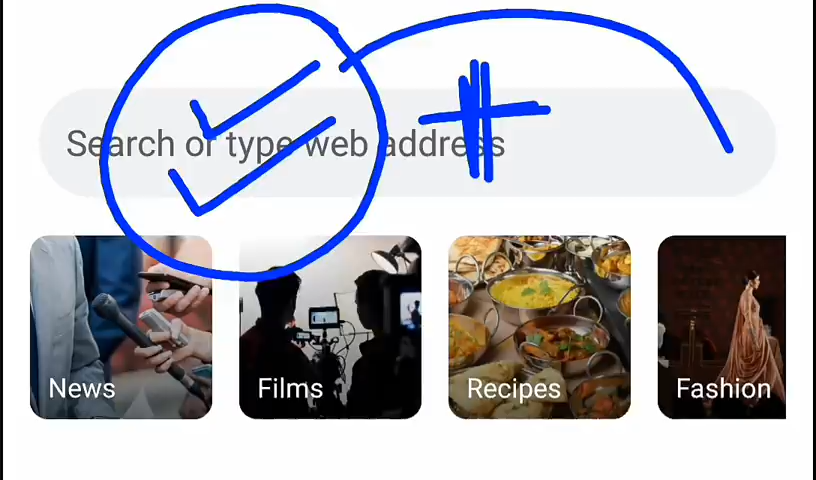 Search or type web address
News
Films
Recipes
Fashion